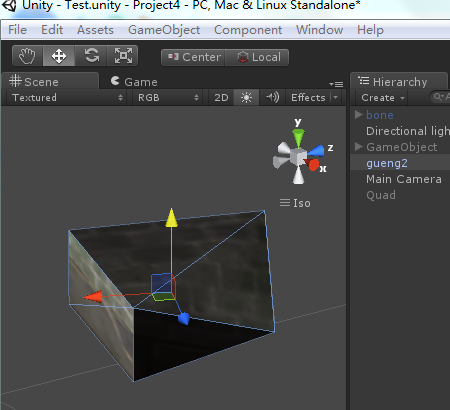 Unity - Test.unity - Project4 - PC, Mac & Linux Standalone*
File Edit Assets GameObject Component Window Help
Center Local
Scene Game Hierarchy
Textured RGB 2D Effects Create
bone
Directional ligh
GameObject
gueng2
Main Camera
Quad
y
z
x
Iso